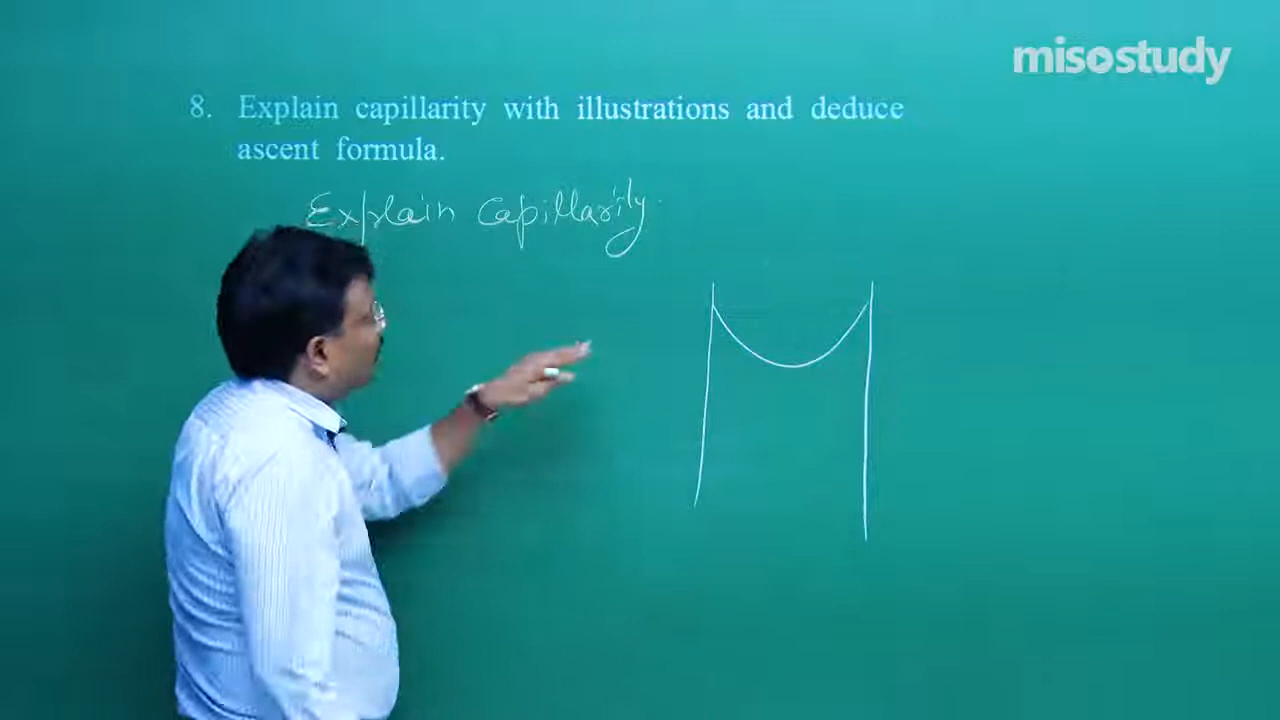 misostudy
8. Explain capillarity with illustrations and deduce
ascent formula.
Explain Capillarity.